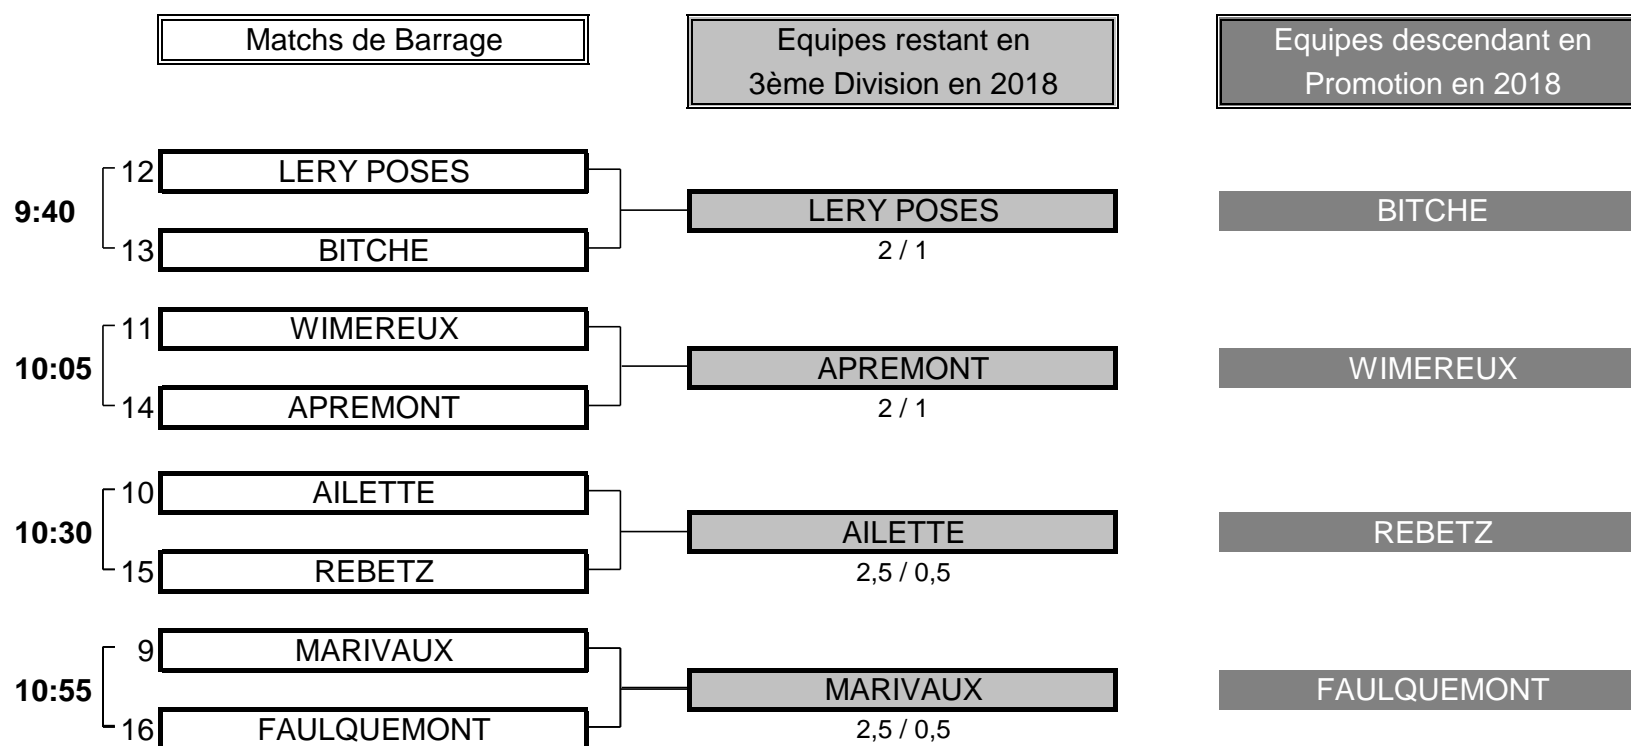 Matchs de Barrage
Equipes restant en
3ème Division en 2018
Equipes descendant en
Promotion en 2018
12 LERY POSES
9:40 LERY POSES BITCHE
13 BITCHE 2 / 1
11 WIMEREUX
10:05 APREMONT WIMEREUX
14 APREMONT 2 / 1
10 AILETTE
10:30 AILETTE REBETZ
15 REBETZ 2,5 / 0,5
9 MARIVAUX
10:55 MARIVAUX FAULQUEMONT
16 FAULQUEMONT 2,5 / 0,5